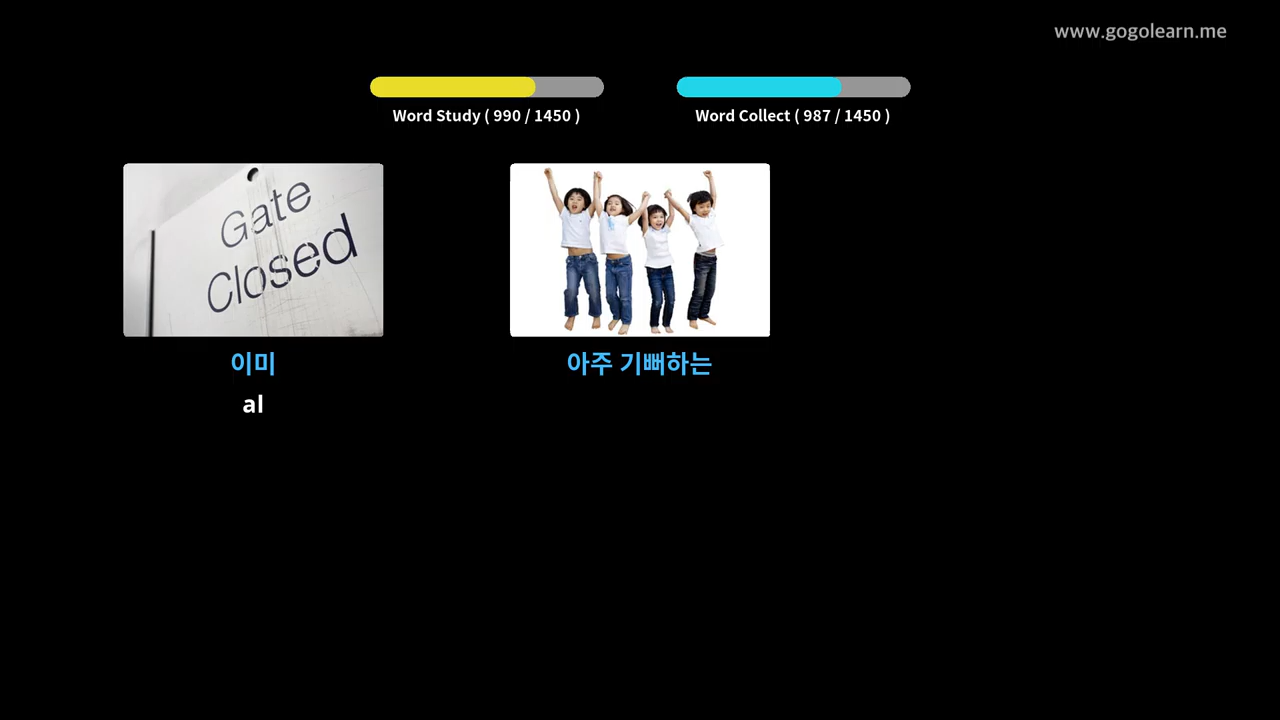 www.gogolearn.me
Word Study ( 990 / 1450 )
Word Collect ( 987 / 1450 )
Gate
Closed
이미
아주 기뻐하는
al